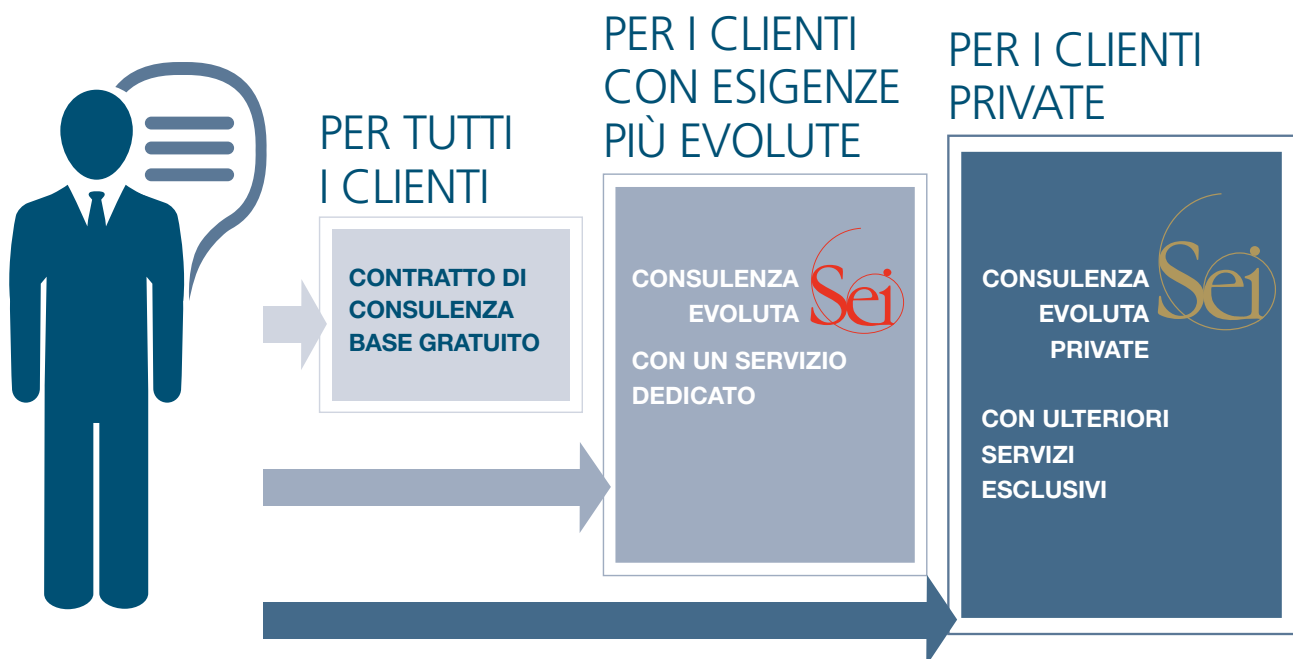 PER TUTTI
I CLIENTI
CONTRATTO DI
CONSULENZA
BASE GRATUITO
PER I CLIENTI
CON ESIGENZE
PIÙ EVOLUTE
CONSULENZA
EVOLUTA
Sei
CON UN SERVIZIO
DEDICATO
PER I CLIENTI
PRIVATE
CONSULENZA
EVOLUTA
PRIVATE
Sei
CON ULTERIORI
SERVIZI
ESCLUSIVI